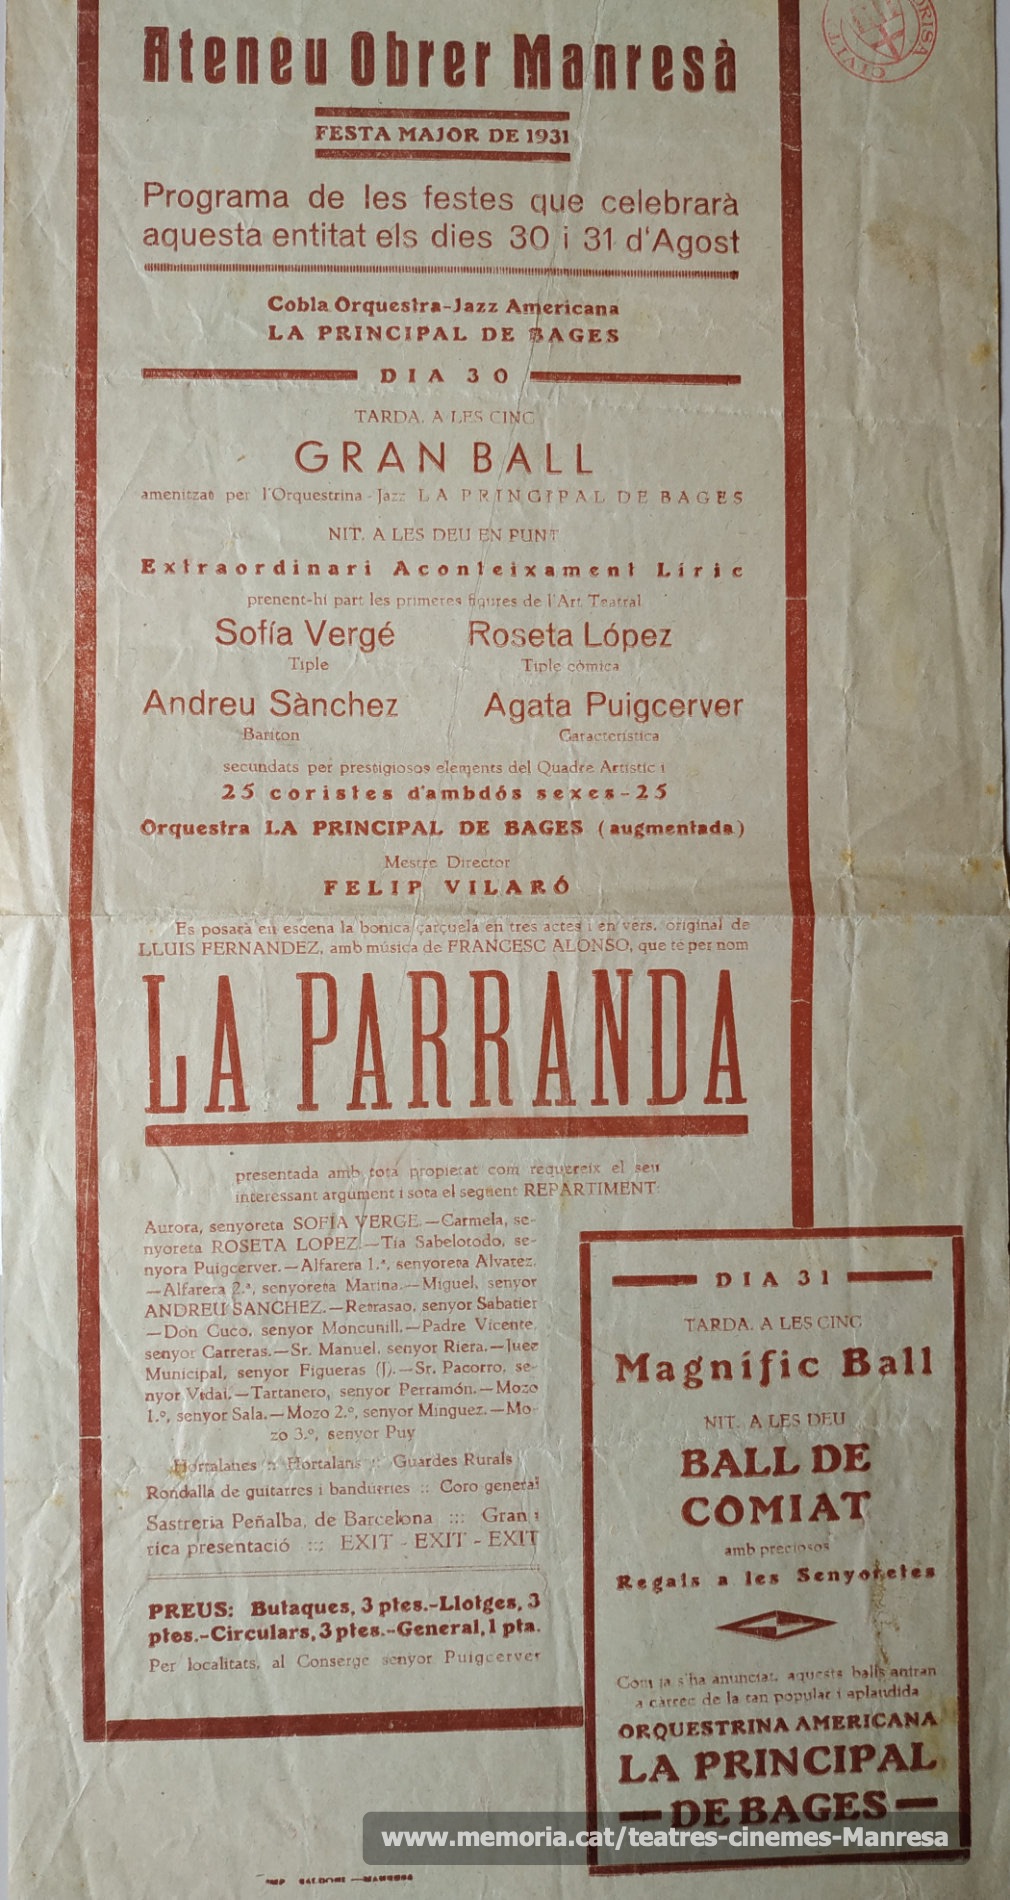 Ateneu Obrer Manresà
FESTA MAJOR DE 1931
Programa de les festes que celebrarà
aquesta entitat els dies 30 i 31 d'Agost
Cobla Orquestra-Jazz Americana
LA PRINCIPAL DE BAGES
DIA 30
TARDA. A LES CINC
GRAN BALL
amenitzat per l'Orquestrina-Jazz LA PRINCIPAL DE BAGES
NIT. A LES DEU EN PUNT
Extraordinari Aconteixament Líric
prenent-hi part les primeres figures de l'Art Teatral
Sofía Vergé
Tiple
Roseta López
Tiple còmica
Andreu Sànchez
Bariton
Agata Puigcerver
Característica
secundats per prestigiosos elements del Quadre Artístic i
25 coristes d'ambdós sexes-25
Orquestra LA PRINCIPAL DE BAGES (augmentada)
Mestre Director
FELIP VILARÓ
Es posarà en escena la bonica çarçuela en tres actes i en vers, original de
LLUIS FERNANDEZ, amb música de FRANCESC ALONSO, que té per nom
LA PARRANDA
presentada amb tota propietat com requereix el seu
interessant argument i sota el següent REPARTIMENT:
Aurora, senyoreta SOFÍA VERGE.—Carmela, se-
nyoreta ROSETA LOPEZ.—Tía Sabelotodo, se-
nyora Puigcerver.—Alfarera 1.ª, senyoreta Alvarez.
—Alfarera 2.ª, senyoreta Marina.—Miguel, senyor
ANDREU SANCHEZ.—Retrasao, senyor Sabatier
—Don Cuco, senyor Moncunill.—Padre Vicente,
senyor Carreras.—Sr. Manuel, senyor Riera.—Juez
Municipal, senyor Figueras (J).—Sr. Pacorro, se-
nyor Vidal.—Tartanero, senyor Perramón.—Mozo
1.º, senyor Sala.—Mozo 2.º, senyor Minguez.—Mo-
zo 3.º, senyor Puy
Hortalanes :: Hortalans :: Guardes Rurals
Rondalla de guitarres i bandurries :: Coro general
Sastreria Peñalba, de Barcelona ::: Gran i
rica presentació ::: EXIT - EXIT - EXIT
PREUS: Butaques, 3 ptes.-Llotges, 3
ptes.-Circulars, 3 ptes.-General, 1 pta.
Per localitats, al Conserge senyor Puigcerver
DIA 31
TARDA. A LES CINC
Magnífic Ball
NIT. A LES DEU
BALL DE
COMIAT
amb preciosos
Regals a les Senyoretes
Com ja s'ha anunciat, aquests balls aniran
a càrrec de la tan popular i aplaudida
ORQUESTRINA AMERICANA
LA PRINCIPAL
—DE BAGES—
www.memoria.cat/teatres-cinemes-Manresa